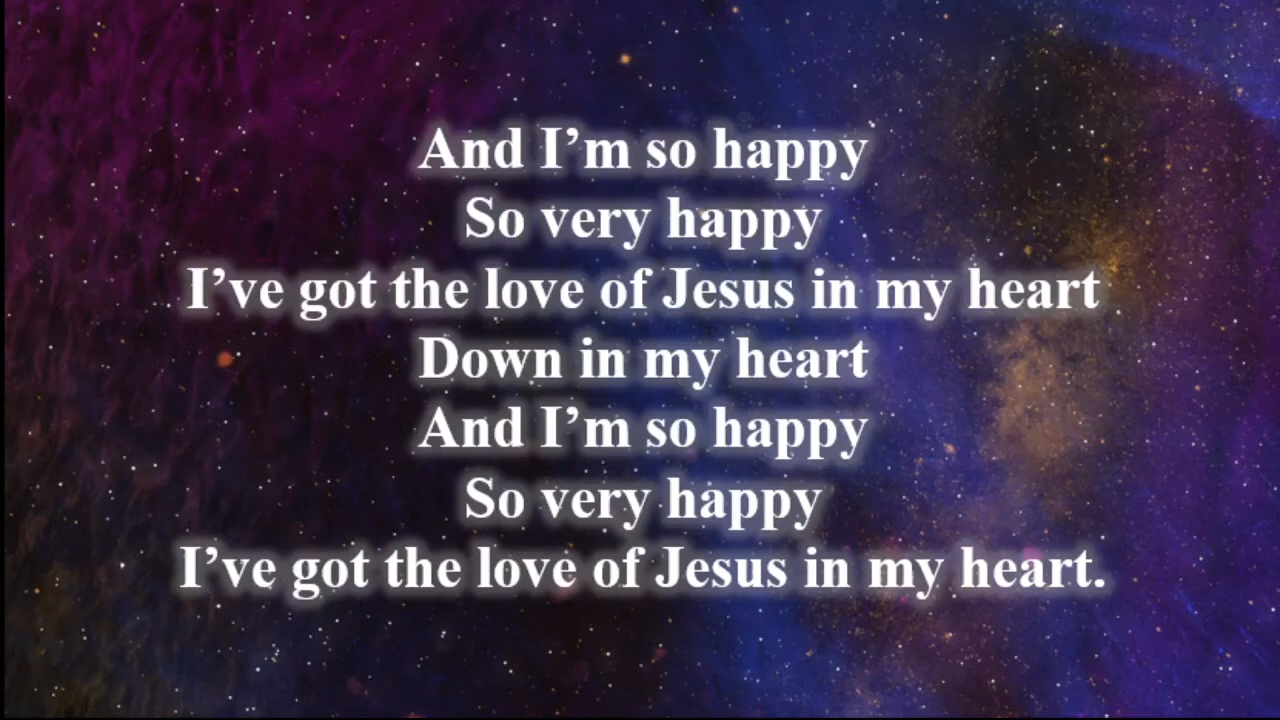 And I’m so happy
So very happy
I’ve got the love of Jesus in my heart
Down in my heart
And I’m so happy
So very happy
I’ve got the love of Jesus in my heart.